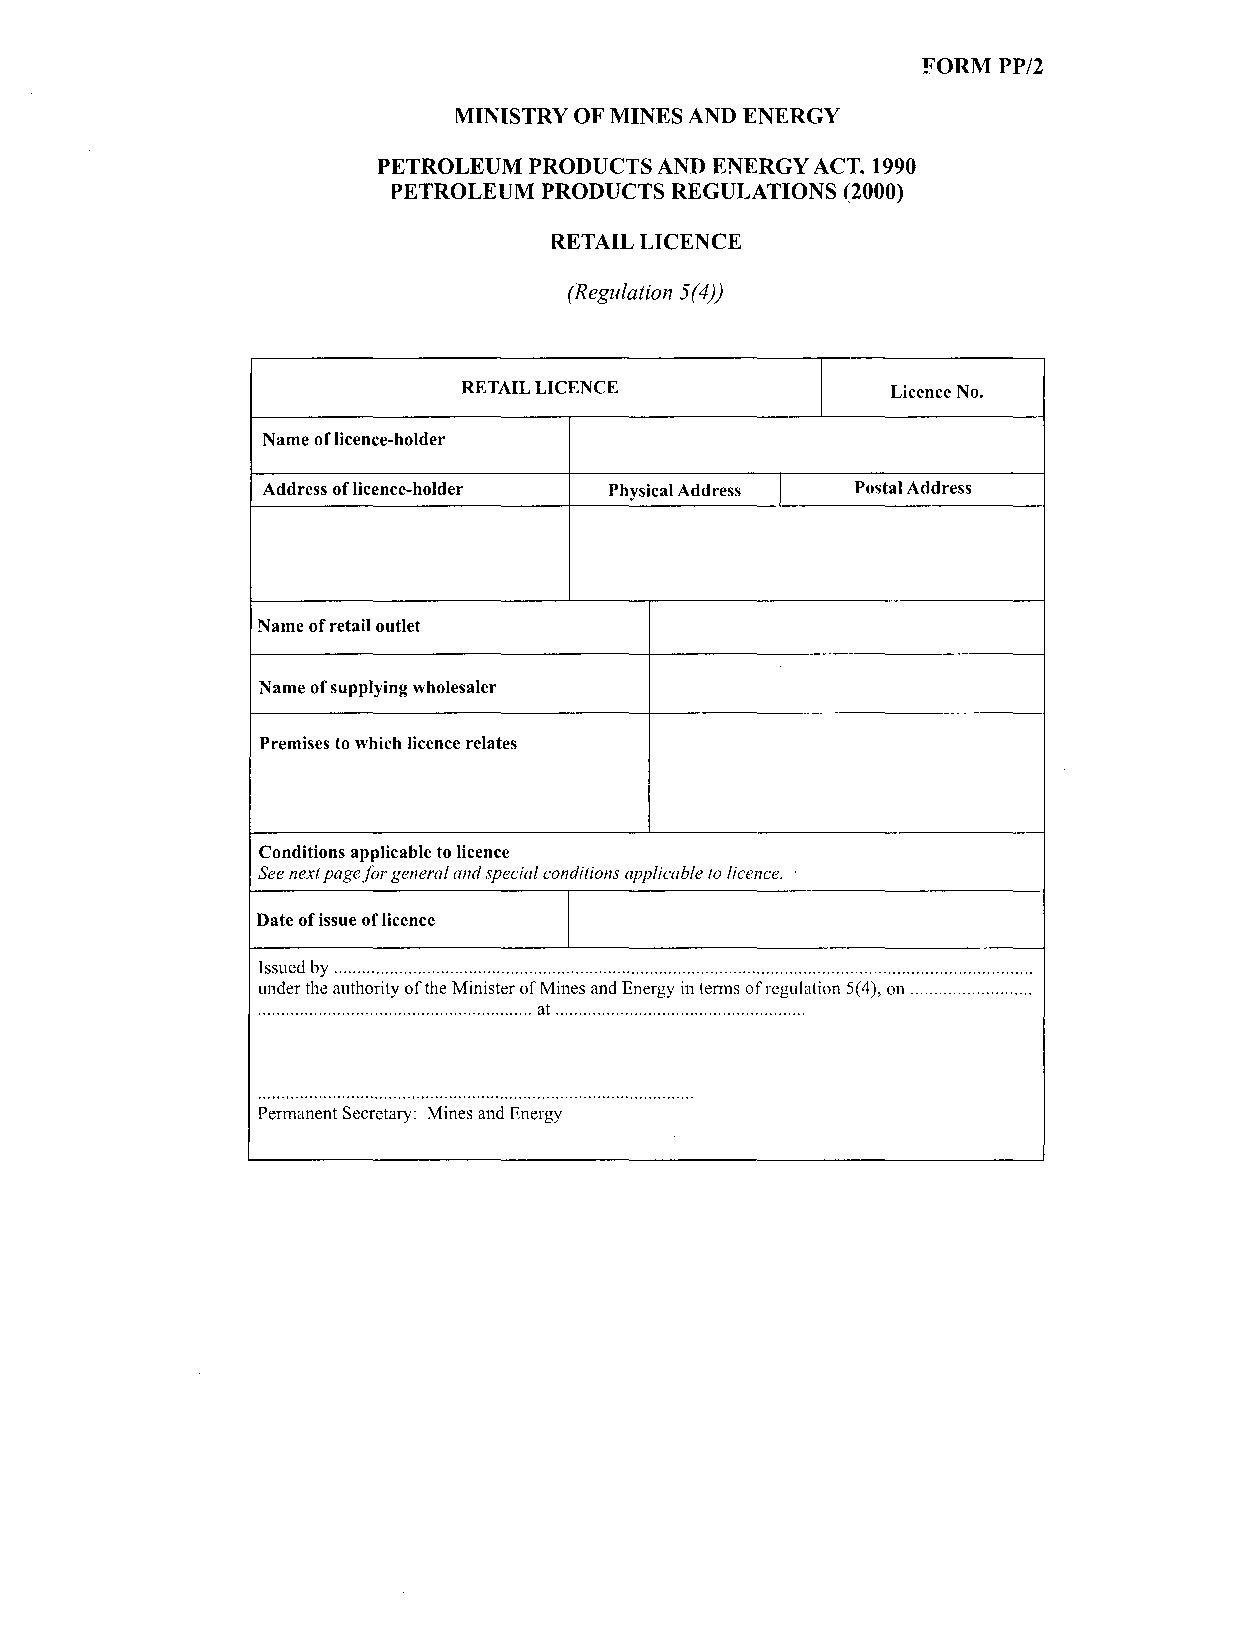 FORM PP/2
MINISTRY OF MINES AND ENERGY
PETROLEUM PRODUCTS AND ENERGY ACT, 1990
PETROLEUM PRODUCTS REGULATIONS (2000)
RETAIL LICENCE
(Regulation 5(4))
RETAIL LICENCE Licence No.
Name of licence-holder
Address of licence-holder Physical Address Postal Address
Name of retail outlet
Name of supplying wholesaler
Premises to which licence relates
Conditions applicable to licence
See next page for general and special conditions applicable to licence.
Date of issue of licence
Issued by ........................................................................................................................................................
under the authority of the Minister of Mines and Energy in terms of regulation 5(4), on ..........................
........................................................... at ......................................................
..............................................................................................
Permanent Secretary: Mines and Energy